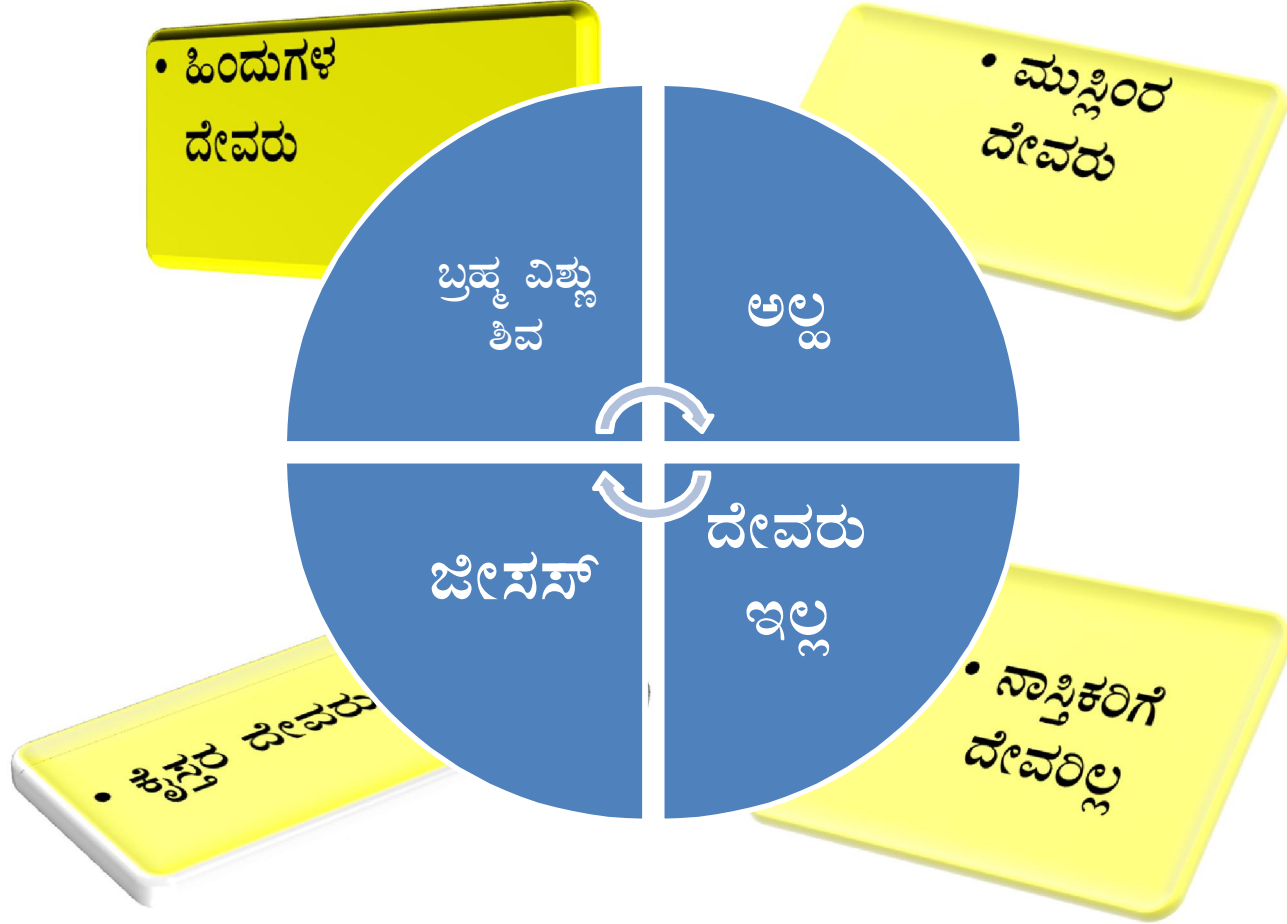 • ಹಿಂದುಗಳ
ದೇವರು
• ಮುಸ್ಲಿಂರ
ದೇವರು
ಬ್ರಹ್ಮ ವಿಶ್ಣು
ಶಿವ
ಅಲ್ಹ
ಜೀಸಸ್
ದೇವರು
ಇಲ್ಲ
• ಕ್ರೈಸ್ತರ ದೇವರು
• ನಾಸ್ತಿಕರಿಗೆ
ದೇವರಿಲ್ಲ